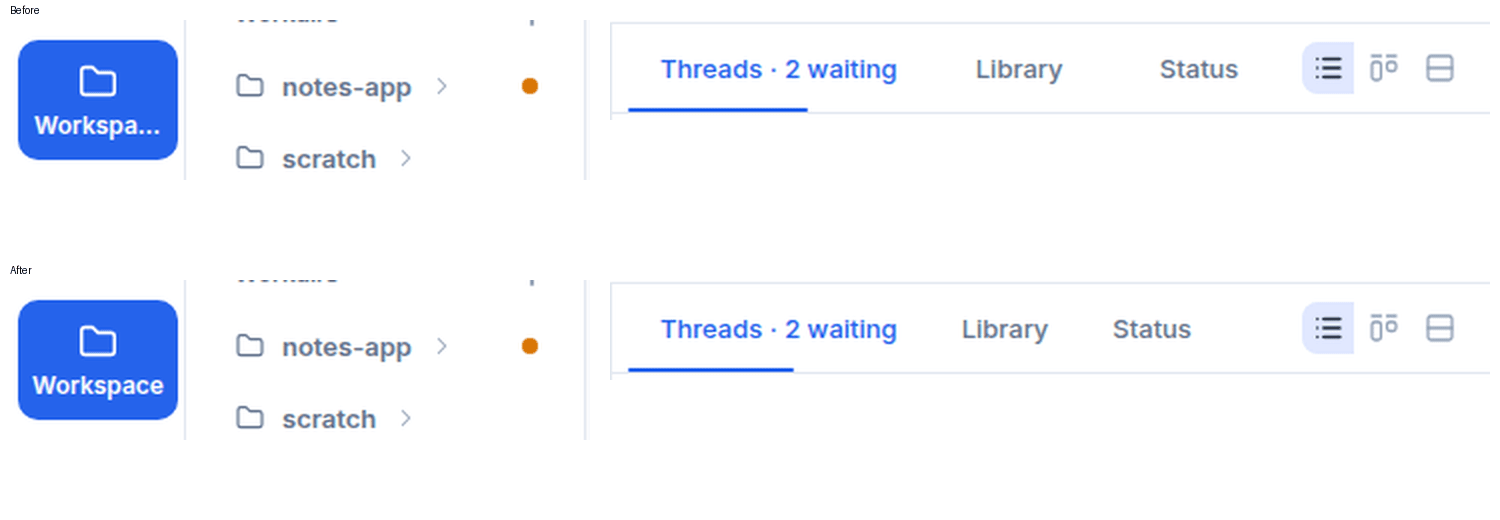 Before
Workspa...
notes-app
scratch
Threads · 2 waiting
Library
Status
After
Workspace
notes-app
scratch
Threads · 2 waiting
Library
Status